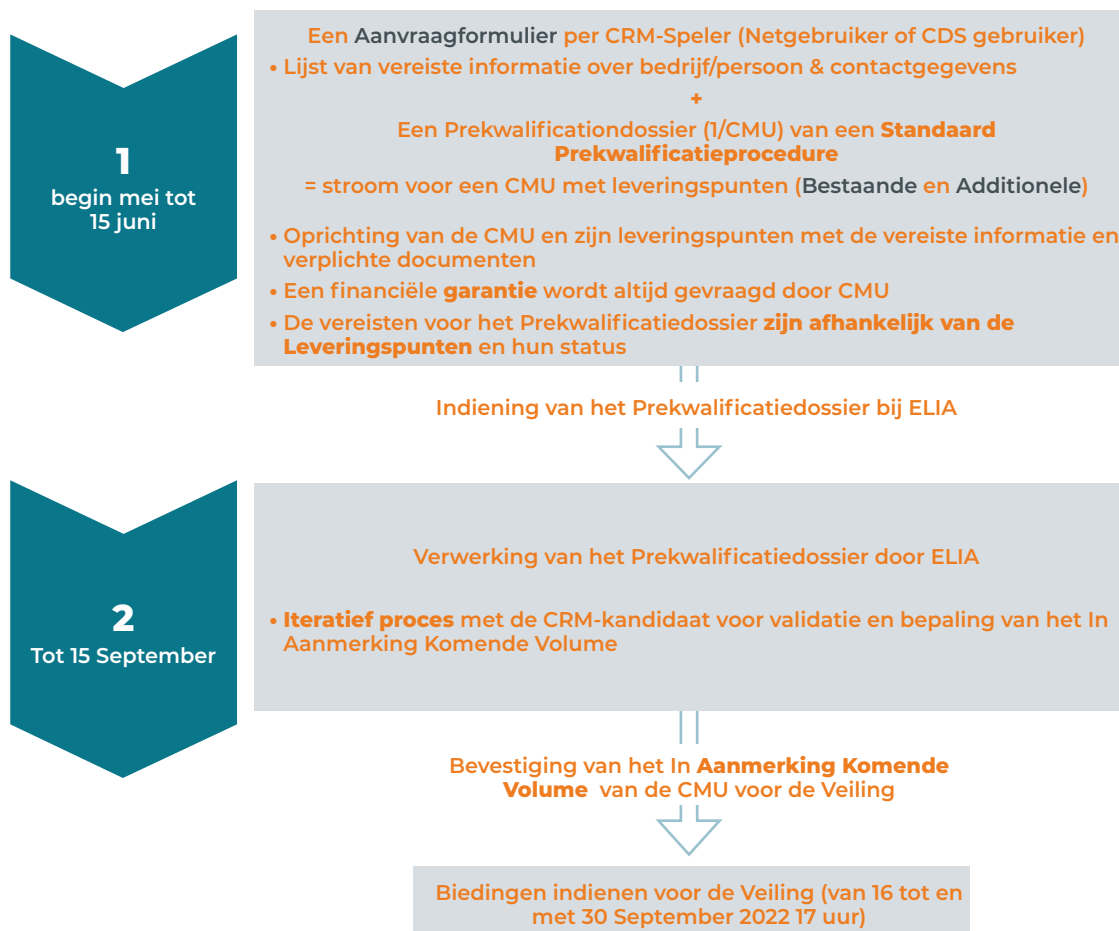 1
begin mei tot
15 juni
Een Aanvraagformulier per CRM-Speler (Netgebruiker of CDS gebruiker)
• Lijst van vereiste informatie over bedrijf/persoon & contactgegevens
+
Een Prekwalificationdossier (1/CMU) van een Standaard
Prekwalificatieprocedure
= stroom voor een CMU met leveringspunten (Bestaande en Additionele)
• Oprichting van de CMU en zijn leveringspunten met de vereiste informatie en
verplichte documenten
• Een financiële garantie wordt altijd gevraagd door CMU
• De vereisten voor het Prekwalificatiedossier zijn afhankelijk van de
Leveringspunten en hun status
Indiening van het Prekwalificatiedossier bij ELIA
2
Tot 15 September
Verwerking van het Prekwalificatiedossier door ELIA
• Iteratief proces met de CRM-kandidaat voor validatie en bepaling van het In
Aanmerking Komende Volume
Bevestiging van het In Aanmerking Komende
Volume van de CMU voor de Veiling
Biedingen indienen voor de Veiling (van 16 tot en
met 30 September 2022 17 uur)